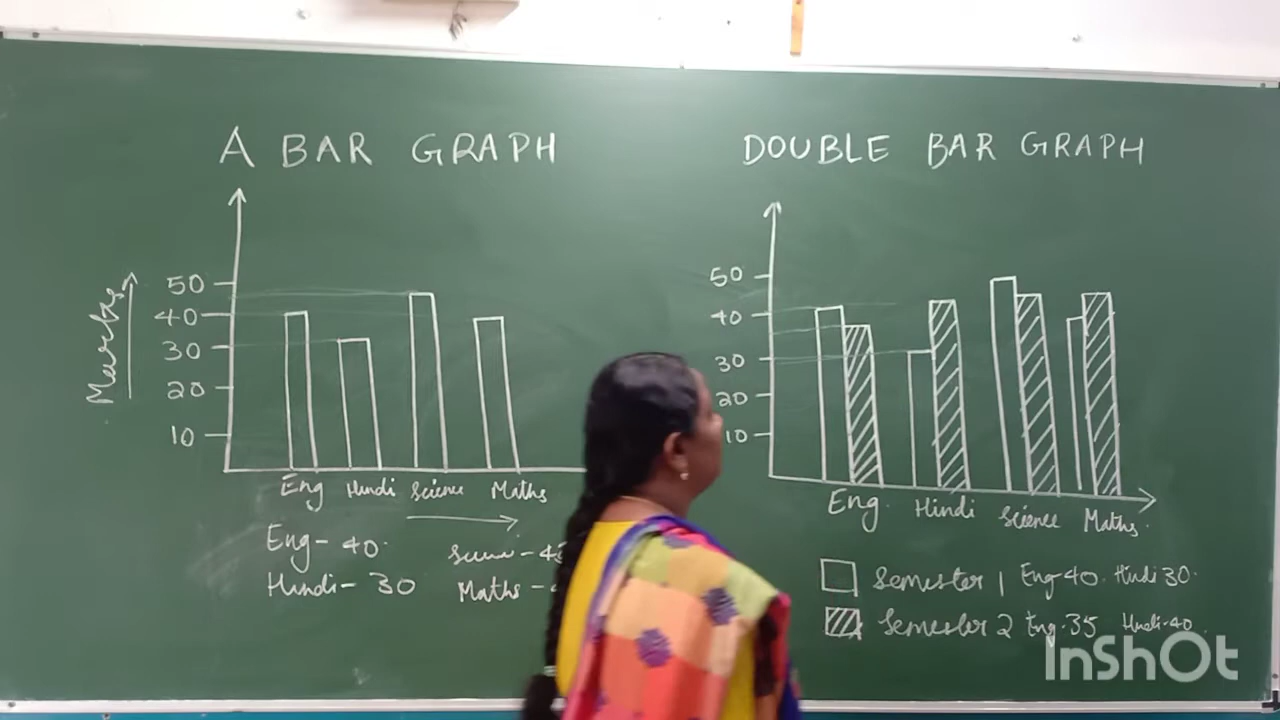 A BAR GRAPH
Marks
50
40
30
20
10
Eng Hindi Science Maths
Eng - 40.
Hindi - 30
Maths -
DOUBLE BAR GRAPH
50
40
30
20
10
Eng. Hindi Science Maths.
Semester 1 Eng 40. Hindi 30.
Semester 2 Eng. 35 Hindi. 40.
InShOt